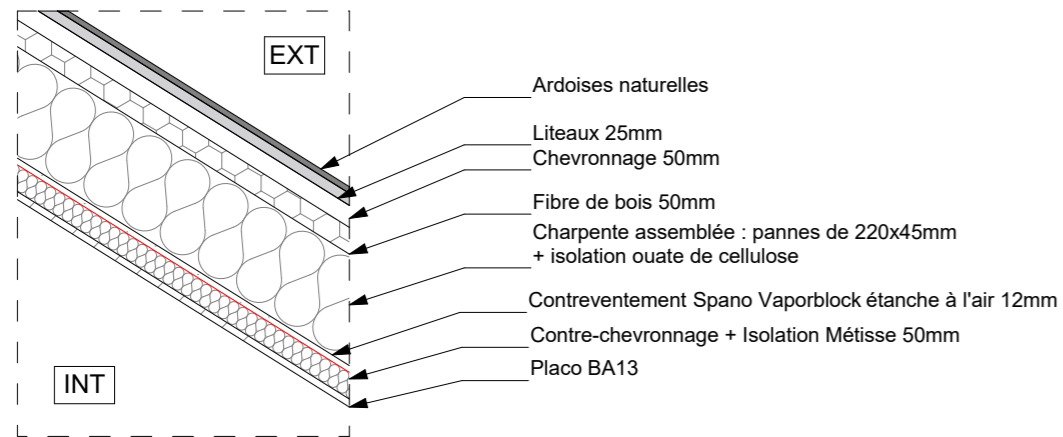 EXT
Ardoises naturelles
Liteaux 25mm
Chevronnage 50mm
Fibre de bois 50mm
Charpente assemblée : pannes de 220x45mm
+ isolation ouate de cellulose
Contreventement Spano Vaporblock étanche à l'air 12mm
Contre-chevronnage + Isolation Métisse 50mm
Placo BA13
INT